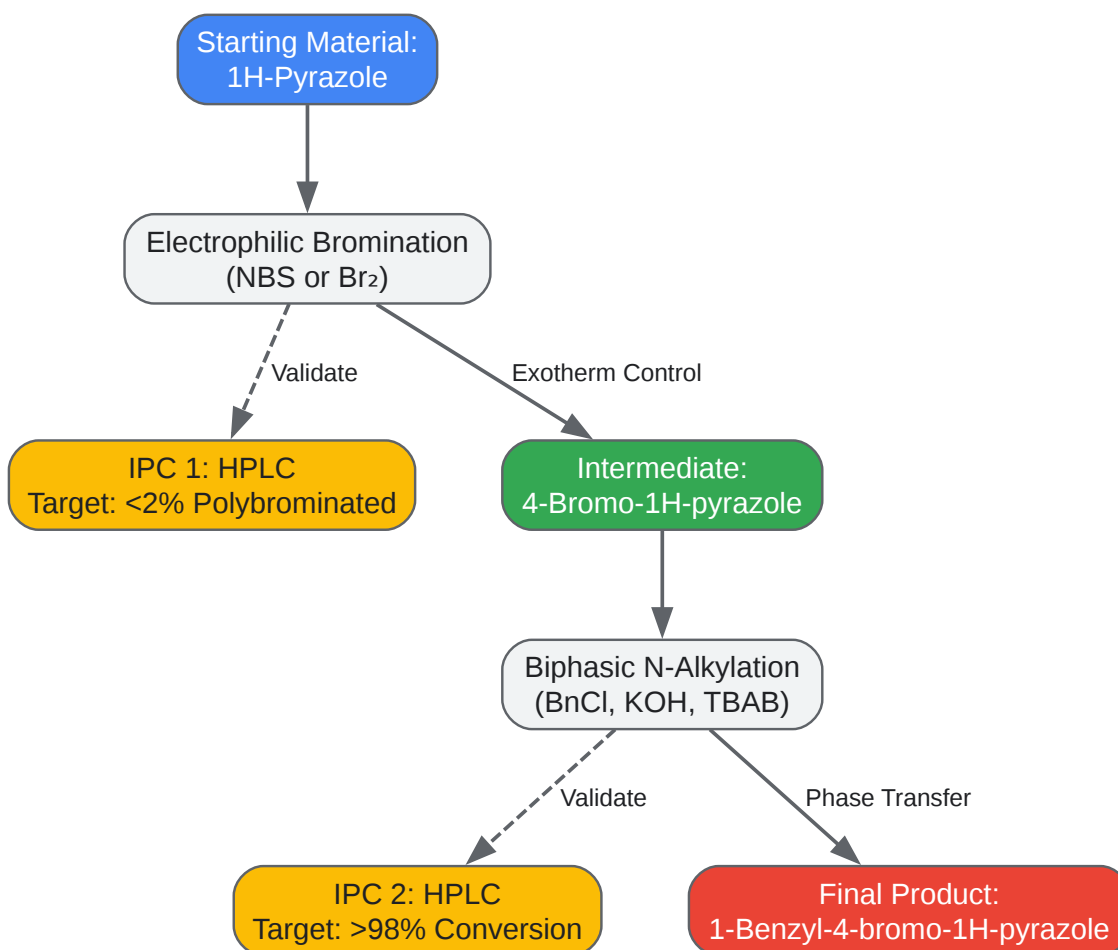 Starting Material:
1H-Pyrazole
Electrophilic Bromination
(NBS or Br₂)
Validate
Exotherm Control
IPC 1: HPLC
Target: <2% Polybrominated
Intermediate:
4-Bromo-1H-pyrazole
Biphasic N-Alkylation
(BnCl, KOH, TBAB)
Validate
Phase Transfer
IPC 2: HPLC
Target: >98% Conversion
Final Product:
1-Benzyl-4-bromo-1H-pyrazole